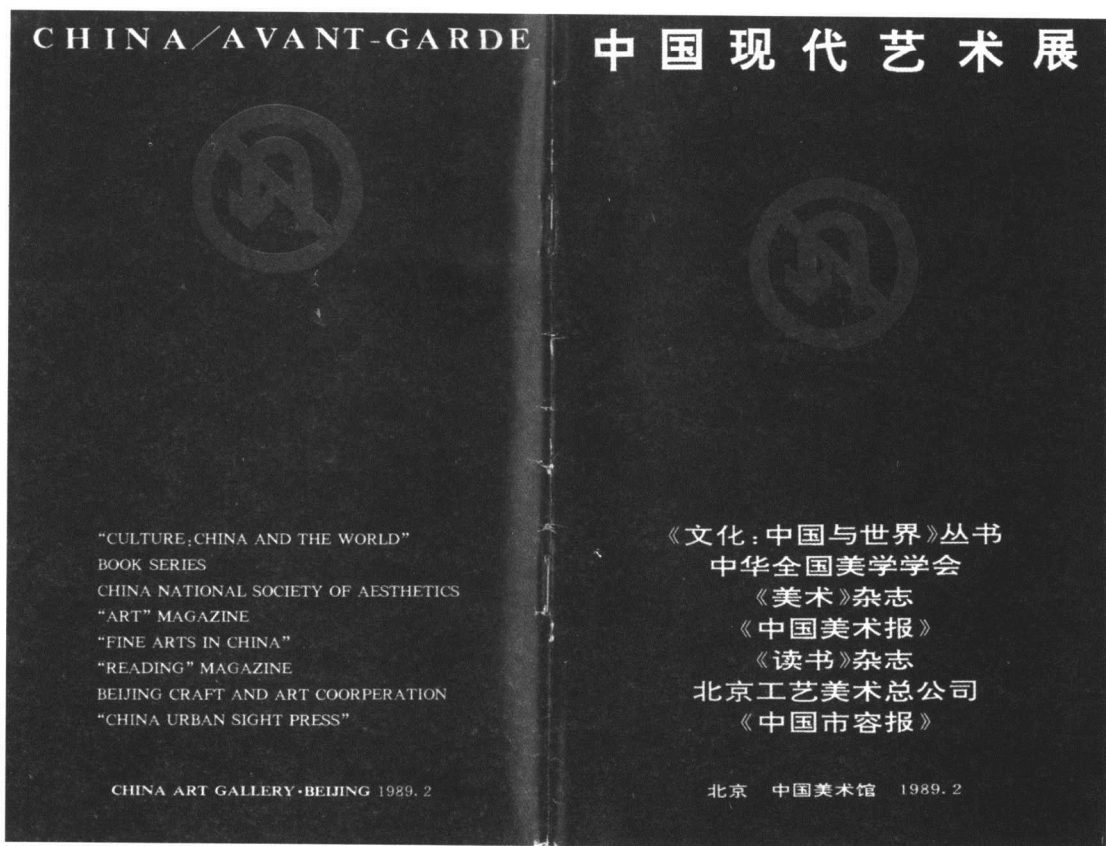 CHINA/AVANT-GARDE
“CULTURE:CHINA AND THE WORLD”
BOOK SERIES
CHINA NATIONAL SOCIETY OF AESTHETICS
“ART” MAGAZINE
“FINE ARTS IN CHINA”
“READING” MAGAZINE
BEIJING CRAFT AND ART COORPERATION
“CHINA URBAN SIGHT PRESS”
CHINA ART GALLERY·BEIJING 1989. 2
中国现代艺术展
《文化:中国与世界》丛书
中华全国美学学会
《美术》杂志
《中国美术报》
《读书》杂志
北京工艺美术总公司
《中国市容报》
北京 中国美术馆 1989. 2